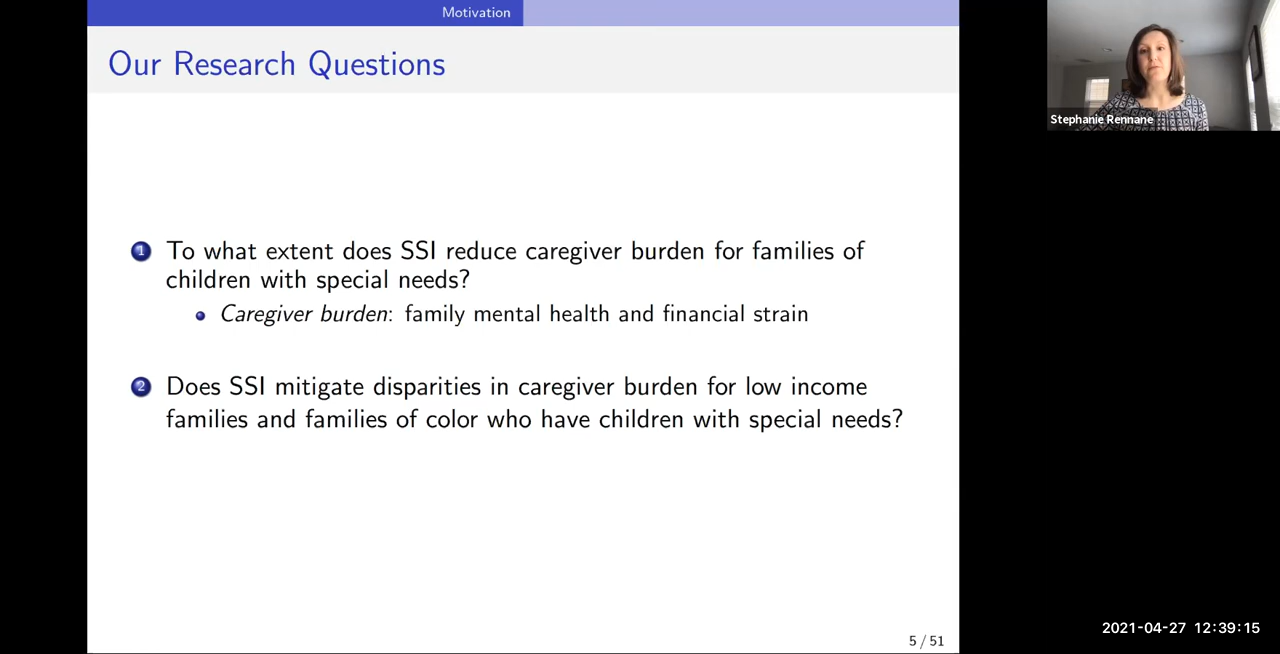 Motivation
Our Research Questions
Stephanie Rennane
1 To what extent does SSI reduce caregiver burden for families of
children with special needs?
Caregiver burden: family mental health and financial strain
2 Does SSI mitigate disparities in caregiver burden for low income
families and families of color who have children with special needs?
2021-04-27 12:39:15
5 / 51